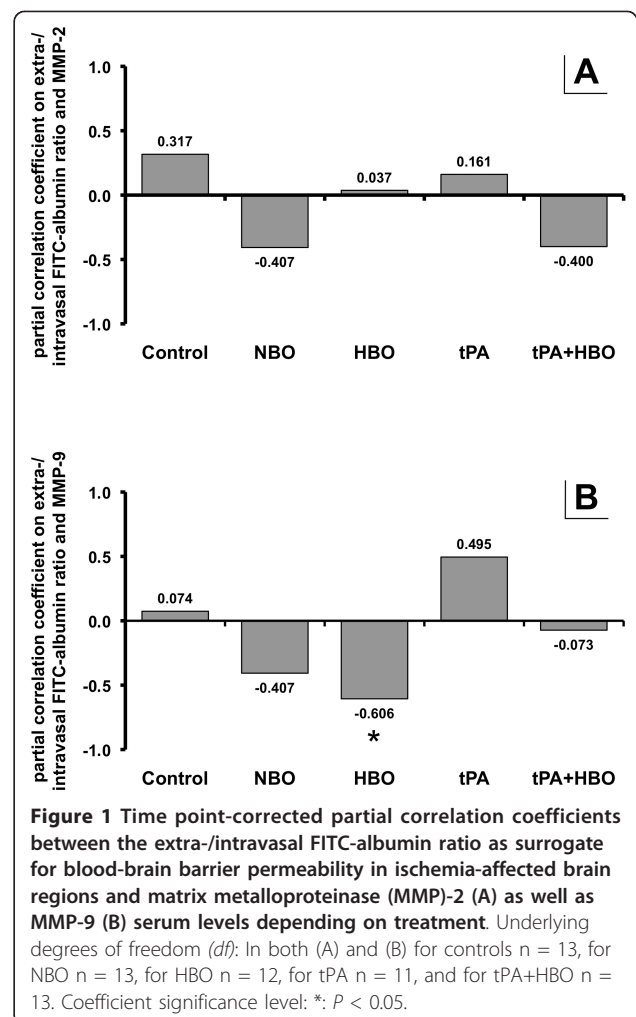 partial correlation coefficient on extra-/
intravasal FITC-albumin ratio and MMP-2
A
1.0
0.5
0.0
-0.5
-1.0
0.317
-0.407
0.037
0.161
-0.400
Control NBO HBO tPA tPA+HBO
partial correlation coefficient on extra-/
intravasal FITC-albumin ratio and MMP-9
B
1.0
0.5
0.0
-0.5
-1.0
0.074
-0.407
-0.606
*
0.495
-0.073
Control NBO HBO tPA tPA+HBO
Figure 1 Time point-corrected partial correlation coefficients
between the extra-/intravasal FITC-albumin ratio as surrogate
for blood-brain barrier permeability in ischemia-affected brain
regions and matrix metalloproteinase (MMP)-2 (A) as well as
MMP-9 (B) serum levels depending on treatment. Underlying
degrees of freedom (df): In both (A) and (B) for controls n = 13, for
NBO n = 13, for HBO n = 12, for tPA n = 11, and for tPA+HBO n =
13. Coefficient significance level: *: P < 0.05.